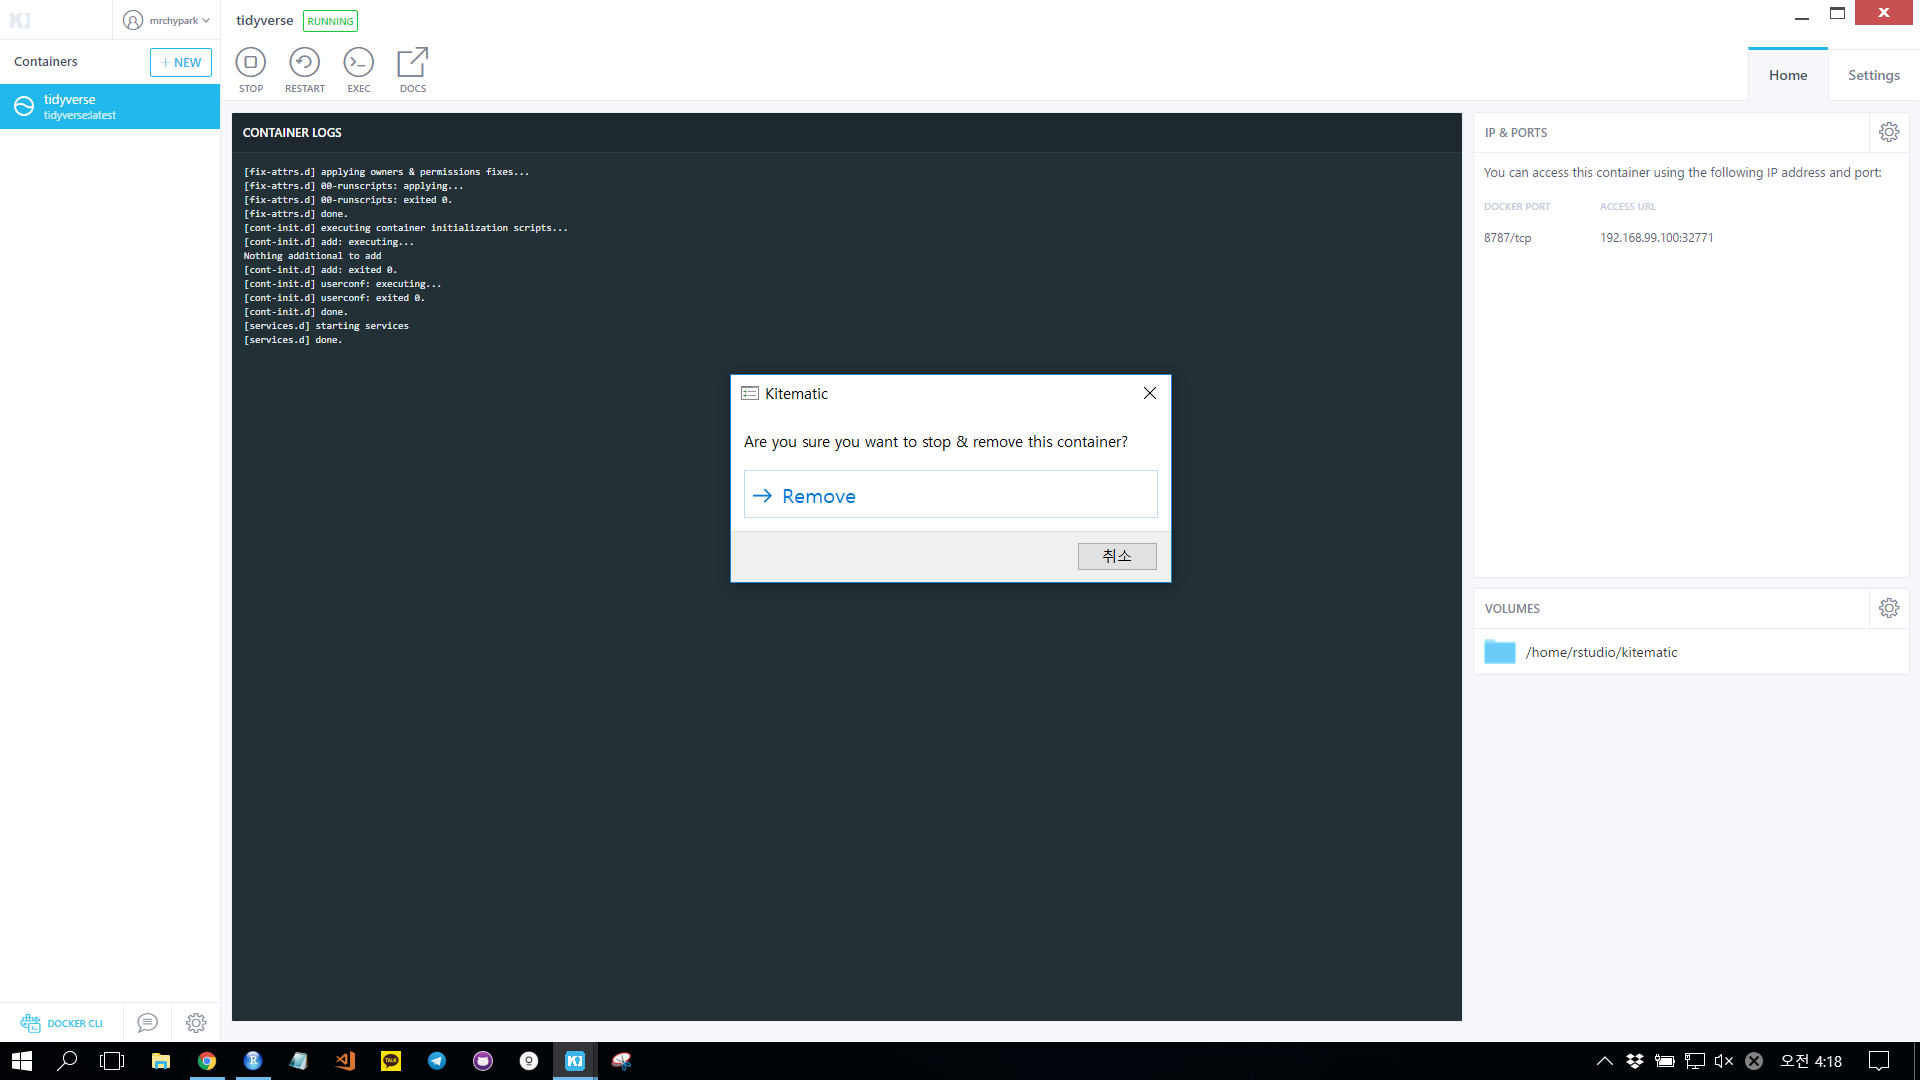 mrchypark
Containers
+ NEW
tidyverse
tidyverse:latest
tidyverse RUNNING
STOP RESTART EXEC DOCS
Home Settings
CONTAINER LOGS
[fix-attrs.d] applying owners & permissions fixes...
[fix-attrs.d] 00-runscripts: applying...
[fix-attrs.d] 00-runscripts: exited 0.
[fix-attrs.d] done.
[cont-init.d] executing container initialization scripts...
[cont-init.d] add: executing...
Nothing additional to add
[cont-init.d] add: exited 0.
[cont-init.d] userconf: executing...
[cont-init.d] userconf: exited 0.
[cont-init.d] done.
[services.d] starting services
[services.d] done.
Kitematic
Are you sure you want to stop & remove this container?
Remove
취소
IP & PORTS
You can access this container using the following IP address and port:
DOCKER PORT ACCESS URL
8787/tcp 192.168.99.100:32771
VOLUMES
/home/rstudio/kitematic
DOCKER CLI
R
TALK
오전 4:18